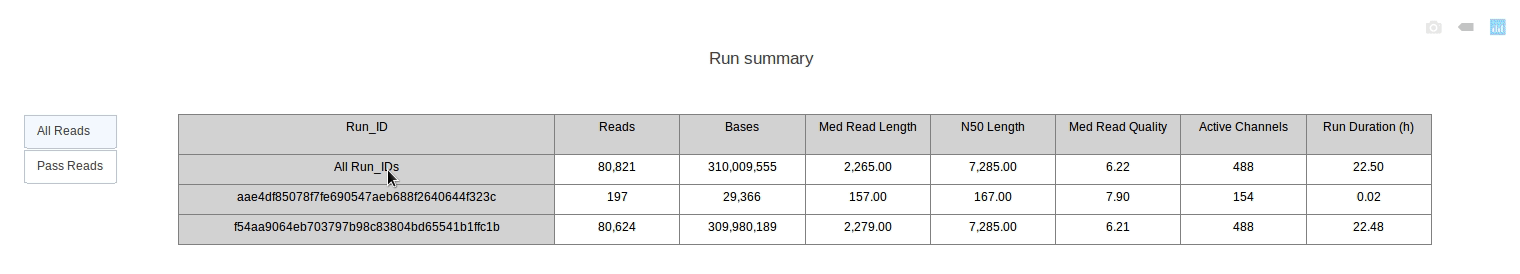 Run summary
All Reads
Pass Reads
Run_ID Reads Bases Med Read Length N50 Length Med Read Quality Active Channels Run Duration (h)
All Run_IDs 80,821 310,009,555 2,265.00 7,285.00 6.22 488 22.50
aae4df85078f7fe690547aeb688f2640644f323c 197 29,366 157.00 167.00 7.90 154 0.02
f54aa9064eb703797b98c83804bd65541b1ffc1b 80,624 309,980,189 2,279.00 7,285.00 6.21 488 22.48